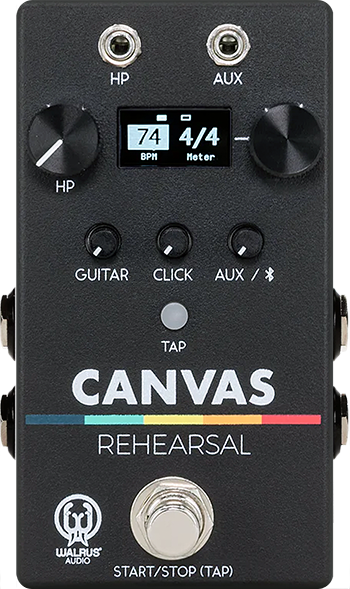 HP AUX
74 4/4
BPM Meter
HP
GUITAR CLICK AUX /
TAP
CANVAS
REHEARSAL
WALRUS
AUDIO
START/STOP (TAP)